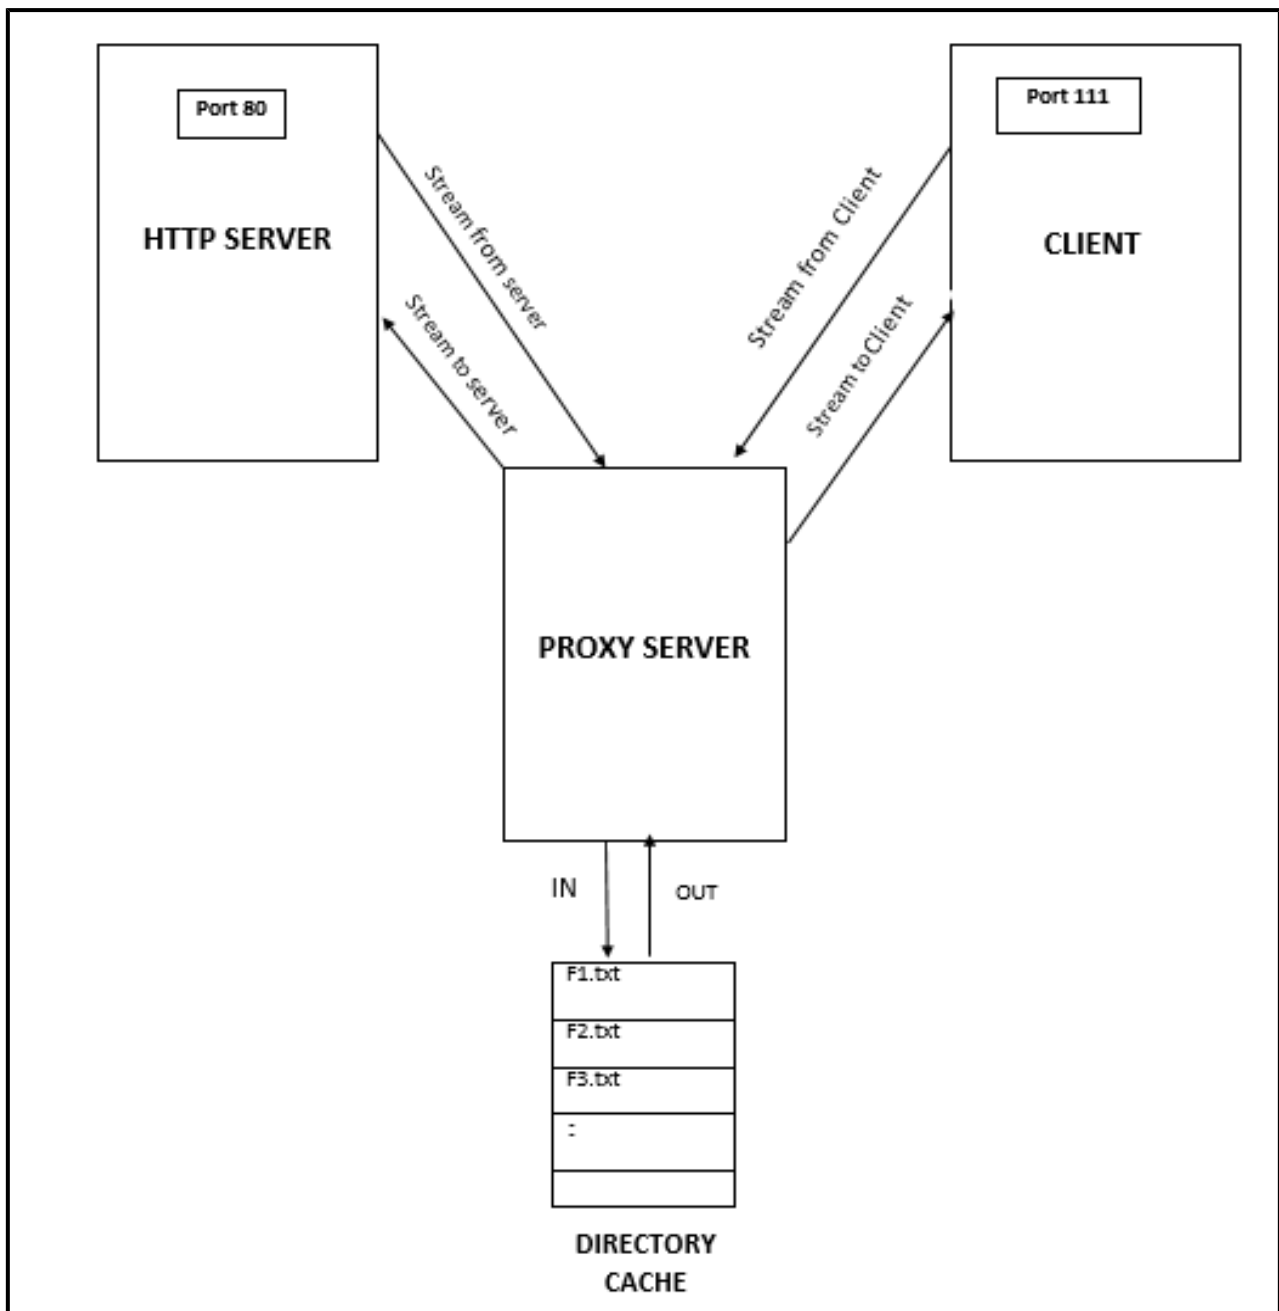 Port 80
HTTP SERVER
Port 111
CLIENT
Stream from server
Stream to server
Stream from Client
Stream to Client
PROXY SERVER
IN
OUT
F1.txt
F2.txt
F3.txt
:
DIRECTORY
CACHE